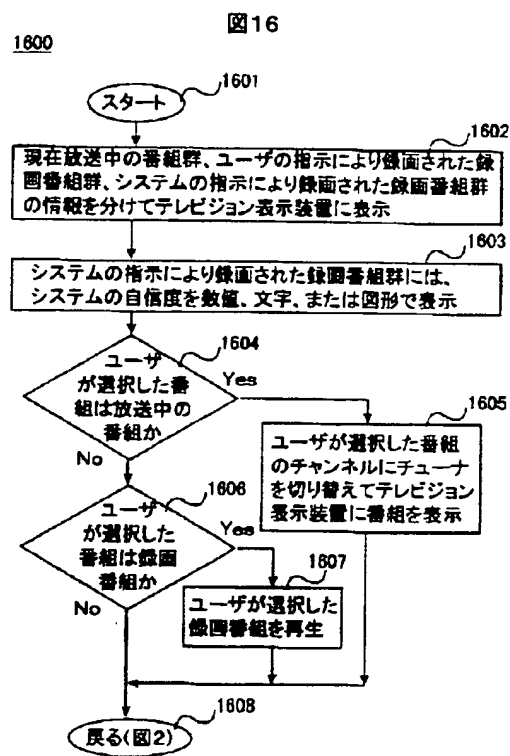 図16
1600
スタート
1601
1602
現在放送中の番組群、ユーザの指示により録画された録
画番組群、システムの指示により録画された録画番組群
の情報を分けてテレビジョン表示装置に表示
1603
システムの指示により録画された録画番組群には、
システムの自信度を数値、文字、または図形で表示
1604
ユーザ
が選択した番
組は放送中の
番組か
Yes
No
1605
ユーザが選択した番組
のチャンネルにチューナ
を切り替えてテレビジョン
表示装置に番組を表示
1606
ユーザ
が選択した
番組は録画
番組か
Yes
No
1607
ユーザが選択した
録画番組を再生
1608
戻る(図2)